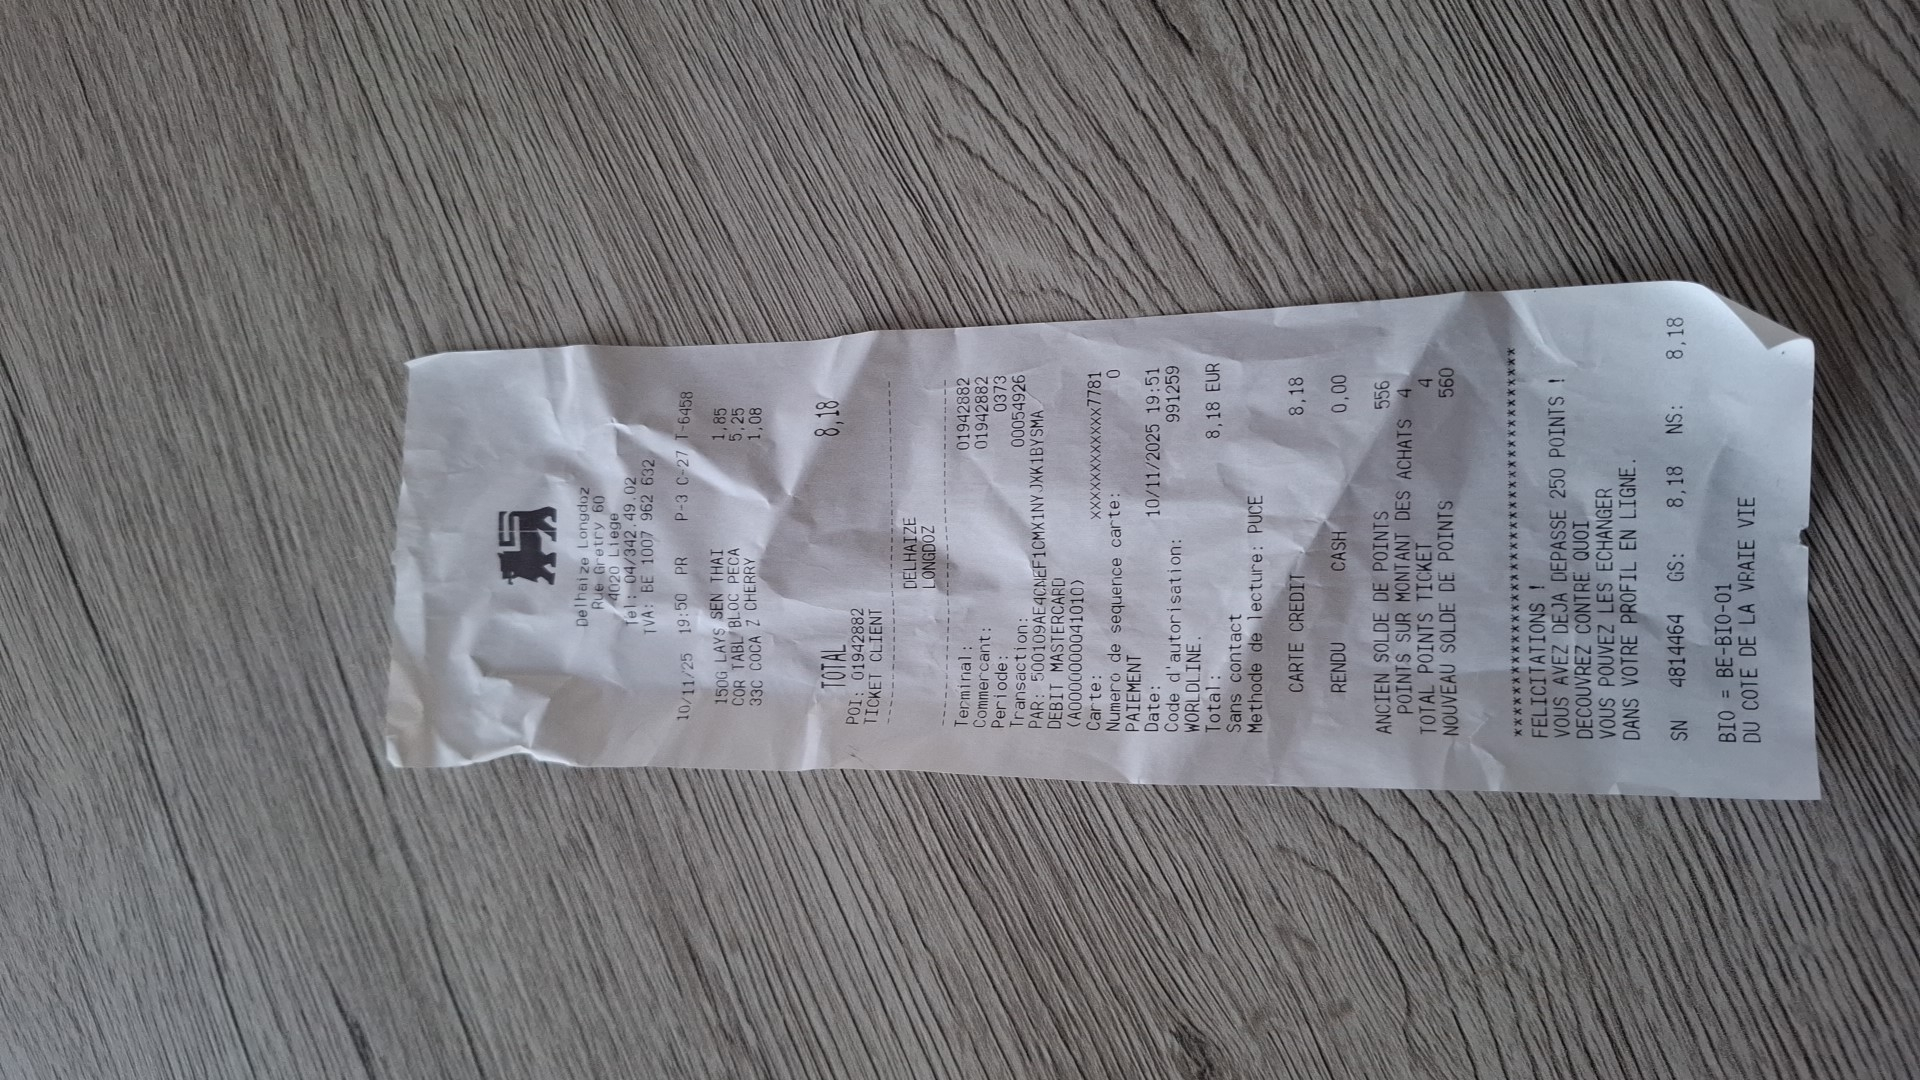 Delhaize Longdoz
Rue Gretry 60
4020 Liege
Tel: 04/342.49.02
TVA: BE 1007 962 632
10/11/25 19:50 PR P-3 C-27 T-6458
150G LAYS SEN THAI 1,85
COR TABL BLOC PECA 5,25
33C COCA Z CHERRY 1,08
TOTAL 8,18
POI: 01942882
TICKET CLIENT
--------------------------------
DELHAIZE
LONGDOZ
--------------------------------
Terminal: 01942882
Commercant: 01942882
Periode: 0373
Transaction: 00054926
PAR: 500109AE4CNEF1CMX1NYJKK1BYSMA
DEBIT MASTERCARD
(A0000000041010)
Carte: xxxxxxxxxxxxx7781
Numero de sequence carte: 0
PAIEMENT
Date: 10/11/2025 19:51
Code d'autorisation: 991259
WORLDLINE.
Total: 8,18 EUR
Sans contact
Methode de lecture: PUCE
CARTE CREDIT 8,18
RENDU CASH 0,00
ANCIEN SOLDE DE POINTS 556
POINTS SUR MONTANT DES ACHATS 4
TOTAL POINTS TICKET 4
NOUVEAU SOLDE DE POINTS 560
**************************************
FELICITATIONS !
VOUS AVEZ DEJA DEPASSE 250 POINTS !
DECOUVREZ CONTRE QUOI
VOUS POUVEZ LES ECHANGER
DANS VOTRE PROFIL EN LIGNE.
SN 4814464 GS: 8,18 NS: 8,18
BIO = BE-BIO-01
DU COTE DE LA VRAIE VIE